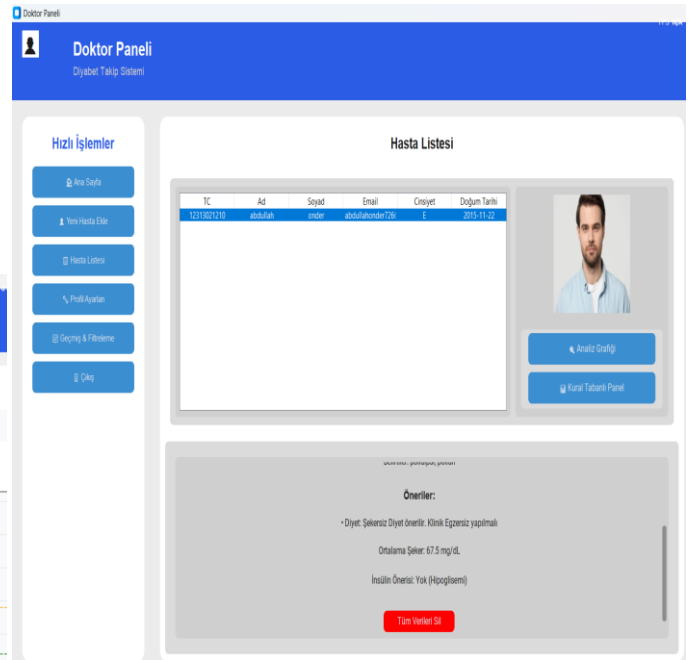 Doktor Paneli
Doktor Paneli
Diyabet Takip Sistemi
Hızlı İşlemler
Ana Sayfa
Yeni Hasta Ekle
Hasta Listesi
Profil Ayarları
Geçmiş & Filtreleme
Çıkış
Hasta Listesi
TC Ad Soyad Email Cinsiyet Doğum Tarihi
12313021210 abdullah onder abdullahonder726( E 2015-11-22
Analiz Grafiği
Kural Tabanlı Panel
Öneriler:
• Diyet: Şekersiz Diyet önerilir. Klinik Egzersiz yapılmalı
Ortalama Şeker: 67.5 mg/dL
İnsülin Önerisi: Yok (Hipoglisemi)
Tüm Verileri Sil